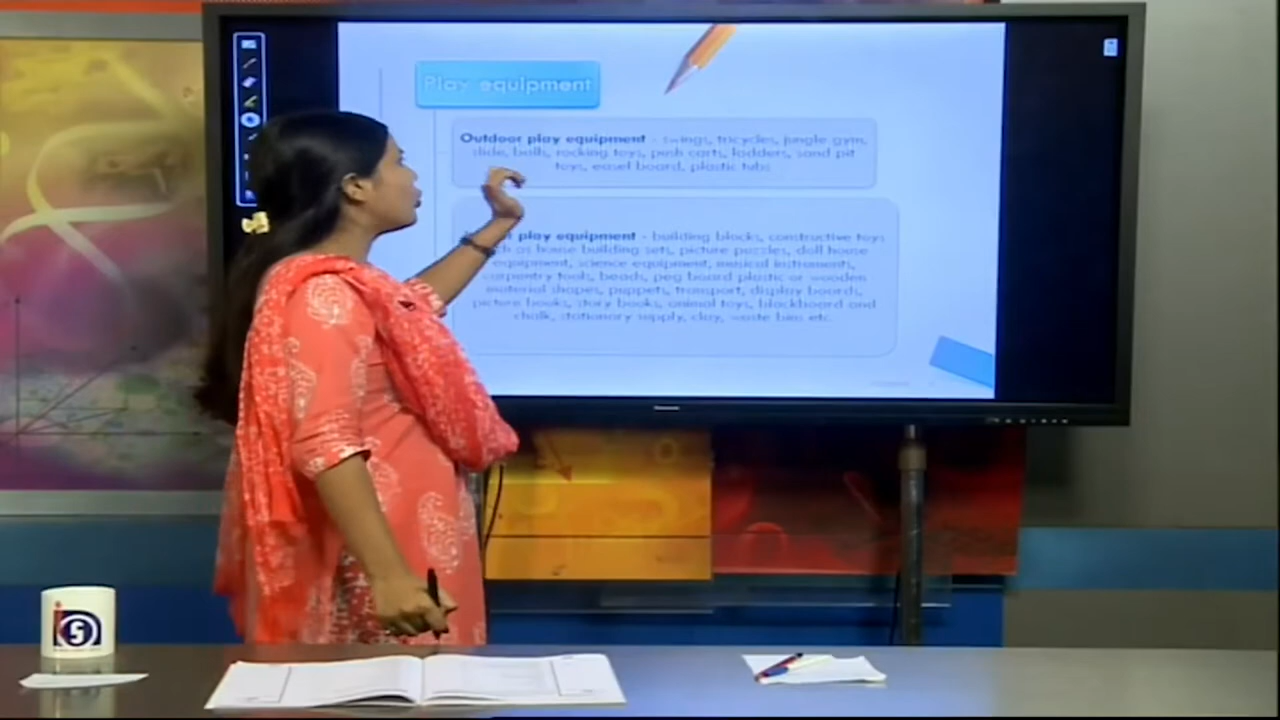 Play equipment
Outdoor play equipment - swings, tricycles, jungle gym,
slide, balls, rocking toys, push carts, ladders, sand pit
toys, easel board, plastic tubs
play equipment - building blocks, constructive toys
as house building sets, picture puzzles, doll house
equipment, science equipment, musical instruments,
carpentry tools, beads, peg board plastic or wooden
material shapes, puppets, transport, display boards,
picture books, story books, animal toys, blackboard and
chalk, stationary supply, clay, waste bins etc.